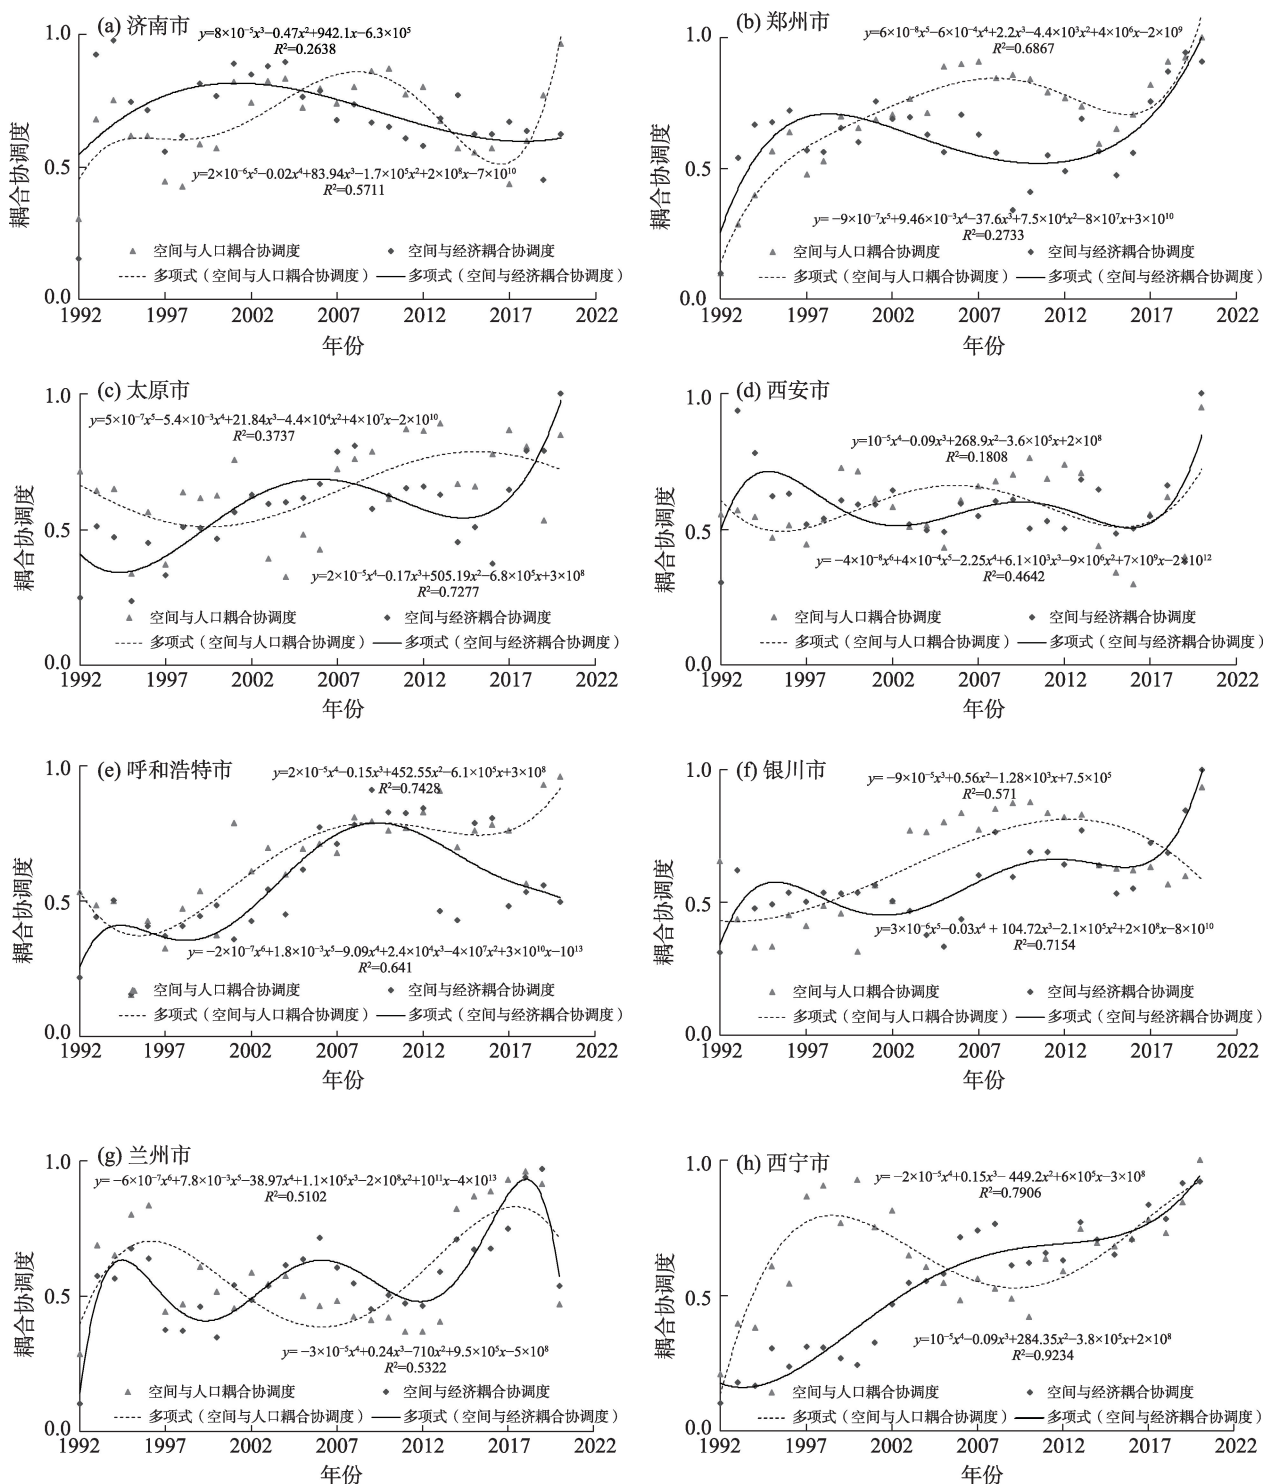 (a) 济南市
y=8×10⁻⁵x³−0.47x²+942.1x−6.3×10⁵
R²=0.2638
y=2×10⁻⁶x⁵−0.02x⁴+83.94x³−1.7×10⁵x²+2×10⁸x−7×10¹⁰
R²=0.5711
空间与人口耦合协调度 空间与经济耦合协调度
多项式（空间与人口耦合协调度） 多项式（空间与经济耦合协调度）
耦合协调度
1.0
0.5
0.0
1992 1997 2002 2007 2012 2017 2022
年份
(b) 郑州市
y=6×10⁻⁸x⁵−6×10⁻⁴x⁴+2.2x³−4.4×10³x²+4×10⁶x−2×10⁹
R²=0.6867
y= −9×10⁻⁷x⁵+9.46×10⁻³x⁴−37.6x³+7.5×10⁴x²−8×10⁷x+3×10¹⁰
R²=0.2733
空间与人口耦合协调度 空间与经济耦合协调度
多项式（空间与人口耦合协调度） 多项式（空间与经济耦合协调度）
耦合协调度
1.0
0.5
0.0
1992 1997 2002 2007 2012 2017 2022
年份
(c) 太原市
y=5×10⁻⁷x⁵−5.4×10⁻³x⁴+21.84x³−4.4×10⁴x²+4×10⁷x−2×10¹⁰
R²=0.3737
y=2×10⁻⁵x⁴−0.17x³+505.19x²−6.8×10⁵x+3×10⁸
R²=0.7277
空间与人口耦合协调度 空间与经济耦合协调度
多项式（空间与人口耦合协调度） 多项式（空间与经济耦合协调度）
耦合协调度
1.0
0.5
0.0
1992 1997 2002 2007 2012 2017 2022
年份
(d) 西安市
y=10⁻⁵x⁴−0.09x³+268.9x²−3.6×10⁵x+2×10⁸
R²=0.1808
y= −4×10⁻⁸x⁶+4×10⁻⁴x⁵−2.25x⁴+6.1×10³x³−9×10⁶x²+7×10⁹x−2×10¹²
R²=0.4642
空间与人口耦合协调度 空间与经济耦合协调度
多项式（空间与人口耦合协调度） 多项式（空间与经济耦合协调度）
耦合协调度
1.0
0.5
0.0
1992 1997 2002 2007 2012 2017 2022
年份
(e) 呼和浩特市
y=2×10⁻⁵x⁴−0.15x³+452.55x²−6.1×10⁵x+3×10⁸
R²=0.7428
y= −2×10⁻⁷x⁶+1.8×10⁻³x⁵−9.09x⁴+2.4×10⁴x³−4×10⁷x²+3×10¹⁰x−10¹³
R²=0.641
空间与人口耦合协调度 空间与经济耦合协调度
多项式（空间与人口耦合协调度） 多项式（空间与经济耦合协调度）
耦合协调度
1.0
0.5
0.0
1992 1997 2002 2007 2012 2017 2022
年份
(f) 银川市
y= −9×10⁻⁵x³+0.56x²−1.28×10³x+7.5×10⁵
R²=0.571
y=3×10⁻⁶x⁵−0.03x⁴ + 104.72x³−2.1×10⁵x²+2×10⁸x−8×10¹⁰
R²=0.7154
空间与人口耦合协调度 空间与经济耦合协调度
多项式（空间与人口耦合协调度） 多项式（空间与经济耦合协调度）
耦合协调度
1.0
0.5
0.0
1992 1997 2002 2007 2012 2017 2022
年份
(g) 兰州市
y= −6×10⁻⁷x⁶+7.8×10⁻³x⁵−38.97x⁴+1.1×10⁵x³−2×10⁸x²+10¹¹x−4×10¹³
R²=0.5102
y= −3×10⁻⁵x⁴+0.24x³−710x²+9.5×10⁵x−5×10⁸
R²=0.5322
空间与人口耦合协调度 空间与经济耦合协调度
多项式（空间与人口耦合协调度） 多项式（空间与经济耦合协调度）
耦合协调度
1.0
0.5
0.0
1992 1997 2002 2007 2012 2017 2022
年份
(h) 西宁市
y= −2×10⁻⁵x⁴+0.15x³− 449.2x²+6×10⁵x−3×10⁸
R²=0.7906
y=10⁻⁵x⁴−0.09x³+284.35x²−3.8×10⁵x+2×10⁸
R²=0.9234
空间与人口耦合协调度 空间与经济耦合协调度
多项式（空间与人口耦合协调度） 多项式（空间与经济耦合协调度）
耦合协调度
1.0
0.5
0.0
1992 1997 2002 2007 2012 2017 2022
年份